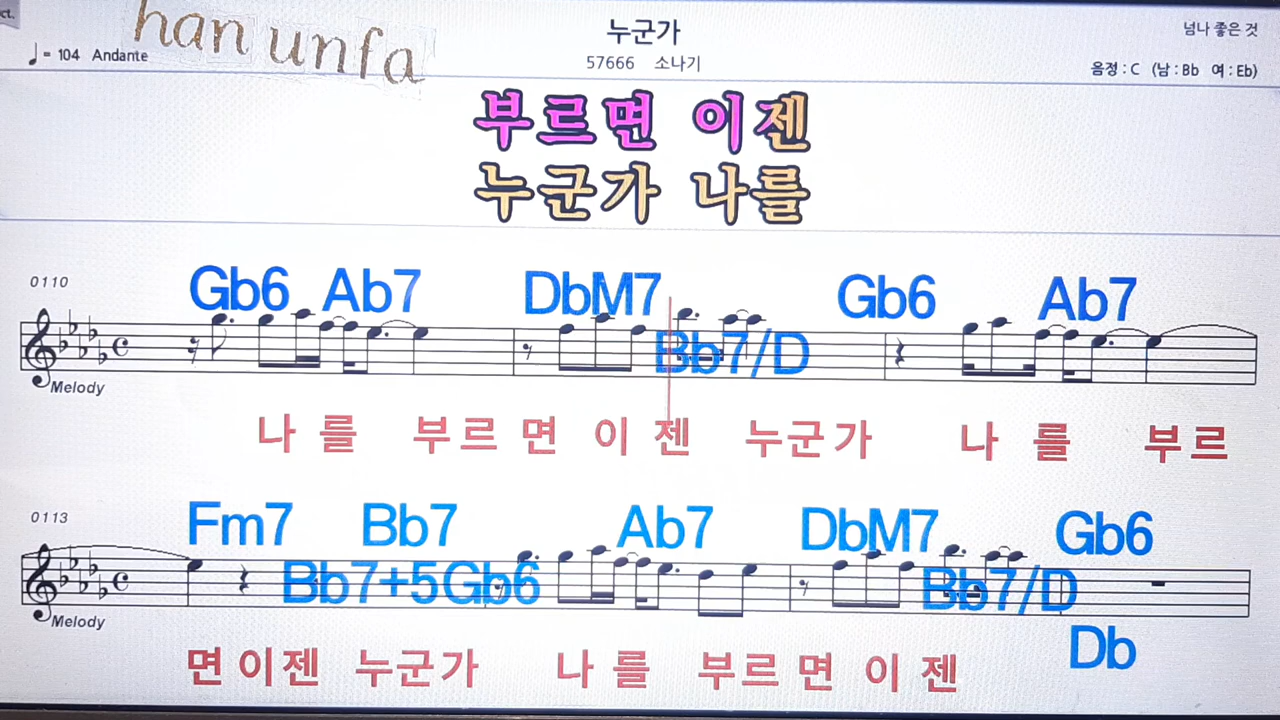 ct.
han unfa
누군가
넘나 좋은 것
♩= 104 Andante
57666 소나기
음정 : C (남 : Bb 여 : Eb)
부르면 이젠
누군가 나를
0110
Gb6 Ab7 DbM7 Gb6 Ab7
Bb7/D
Melody
나 를 부르 면 이 젠 누군가 나 를 부르
0113
Fm7 Bb7 Ab7 DbM7 Gb6
Bb7+5 Gb6 Bb7/D
Melody
Db
면 이젠 누군가 나 를 부르 면 이 젠